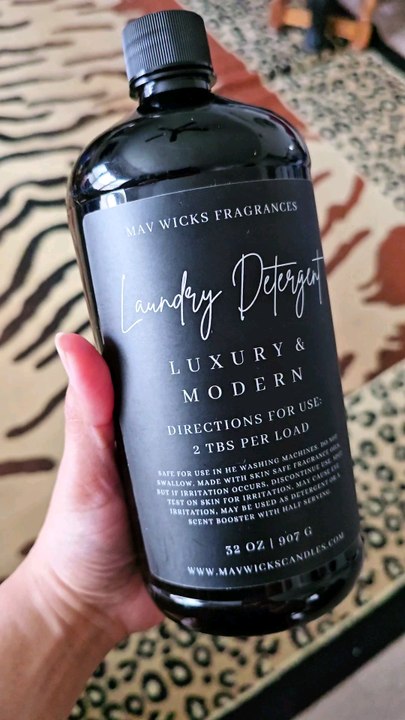 MAV WICKS FRAGRANCES
Laundry Detergent
LUXURY &
MODERN
DIRECTIONS FOR USE:
2 TBS PER LOAD
SAFE FOR USE IN HE WASHING MACHINES. DO NOT
SWALLOW. MADE WITH SKIN SAFE FRAGRANCE OILS
BUT IF IRRITATION OCCURS, DISCONTINUE USE. SPOT
TEST ON SKIN FOR IRRITATION, MAY CAUSE EYE
IRRITATION, MAY BE USED AS DETERGENT OR A
SCENT BOOSTER WITH HALF SERVING.
32 OZ | 907 G
WWW.MAVWICKSCANDLES.COM